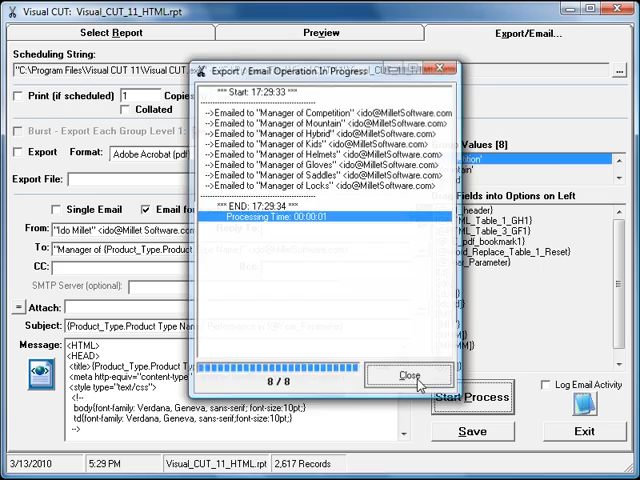 Visual CUT: Visual_CUT_11_HTML.rpt
Select Report
Preview
Export/Email...
Scheduling String:
"C:\Program Files\Visual CUT 11\Visual
...
Print (if scheduled)
1
Copies
Collated
Burst - Export Each Group Level 1:
Export
Format:
Adobe Acrobat (pdf)
Export File:
Single Email
Email for
From:
"Ido Millet" <ido@Millet Software.com>
To:
"Manager of {Product_Type.Product
CC:
SMTP Server (optional):
=
Attach:
Subject:
{Product_Type.Product Type
Message:
<HTML>
<HEAD>
<title>{Product_Type.Product
<meta http-equiv="content-type"
<style type="text/css">
<!--
body{font-family: Verdana, Geneva, sans-serif; font-size:10pt;}
td{font-family: Verdana, Geneva, sans-serif; font-size:10pt;}
-->
Export / Email Operation In Progress
*** Start: 17:29:33 ***
-->Emailed to "Manager of Competition" <ido@MilletSoftware.com>
-->Emailed to "Manager of Mountain" <ido@MilletSoftware.com>
-->Emailed to "Manager of Hybrid" <ido@MilletSoftware.com>
-->Emailed to "Manager of Kids" <ido@MilletSoftware.com>
-->Emailed to "Manager of Helmets" <ido@MilletSoftware.com>
-->Emailed to "Manager of Gloves" <ido@MilletSoftware.com>
-->Emailed to "Manager of Saddles" <ido@MilletSoftware.com>
-->Emailed to "Manager of Locks" <ido@MilletSoftware.com>
*** END: 17:29:34 ***
Processing Time: 00:00:01
8 / 8
Close
Values [8]
Fields into Options on Left
Start Process
Log Email Activity
Save
Exit
3/13/2010
5:29 PM
Visual_CUT_11_HTML.rpt
2,617 Records